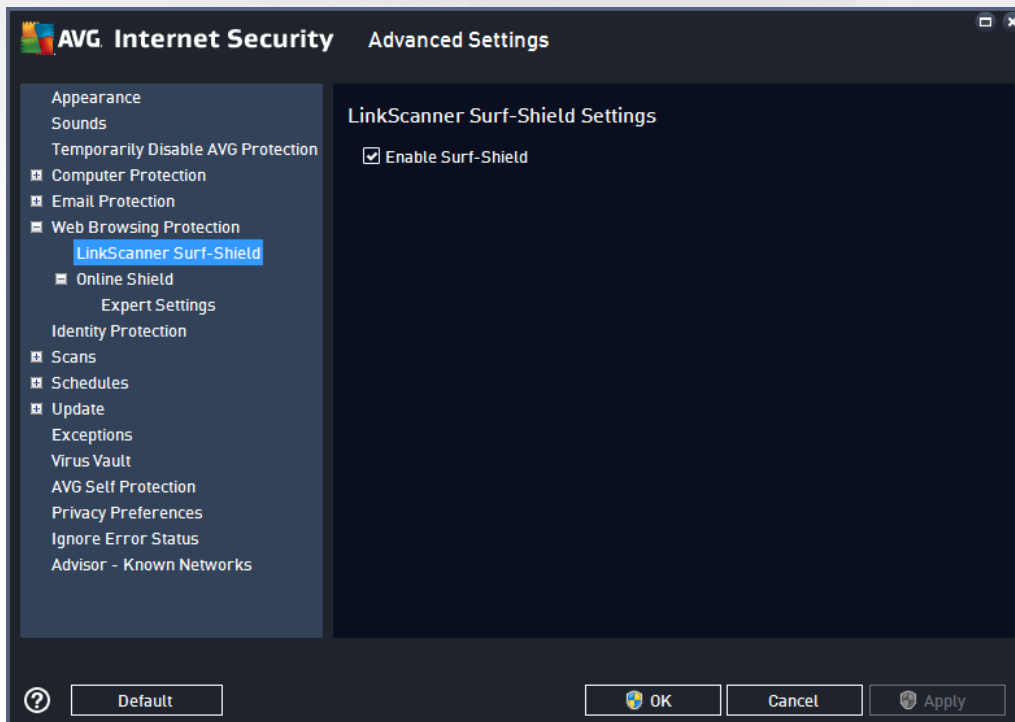 AVG. Internet Security Advanced Settings
Appearance
Sounds
Temporarily Disable AVG Protection
Computer Protection
Email Protection
Web Browsing Protection
LinkScanner Surf-Shield
Online Shield
Expert Settings
Identity Protection
Scans
Schedules
Update
Exceptions
Virus Vault
AVG Self Protection
Privacy Preferences
Ignore Error Status
Advisor - Known Networks
LinkScanner Surf-Shield Settings
Enable Surf-Shield
? Default OK Cancel Apply